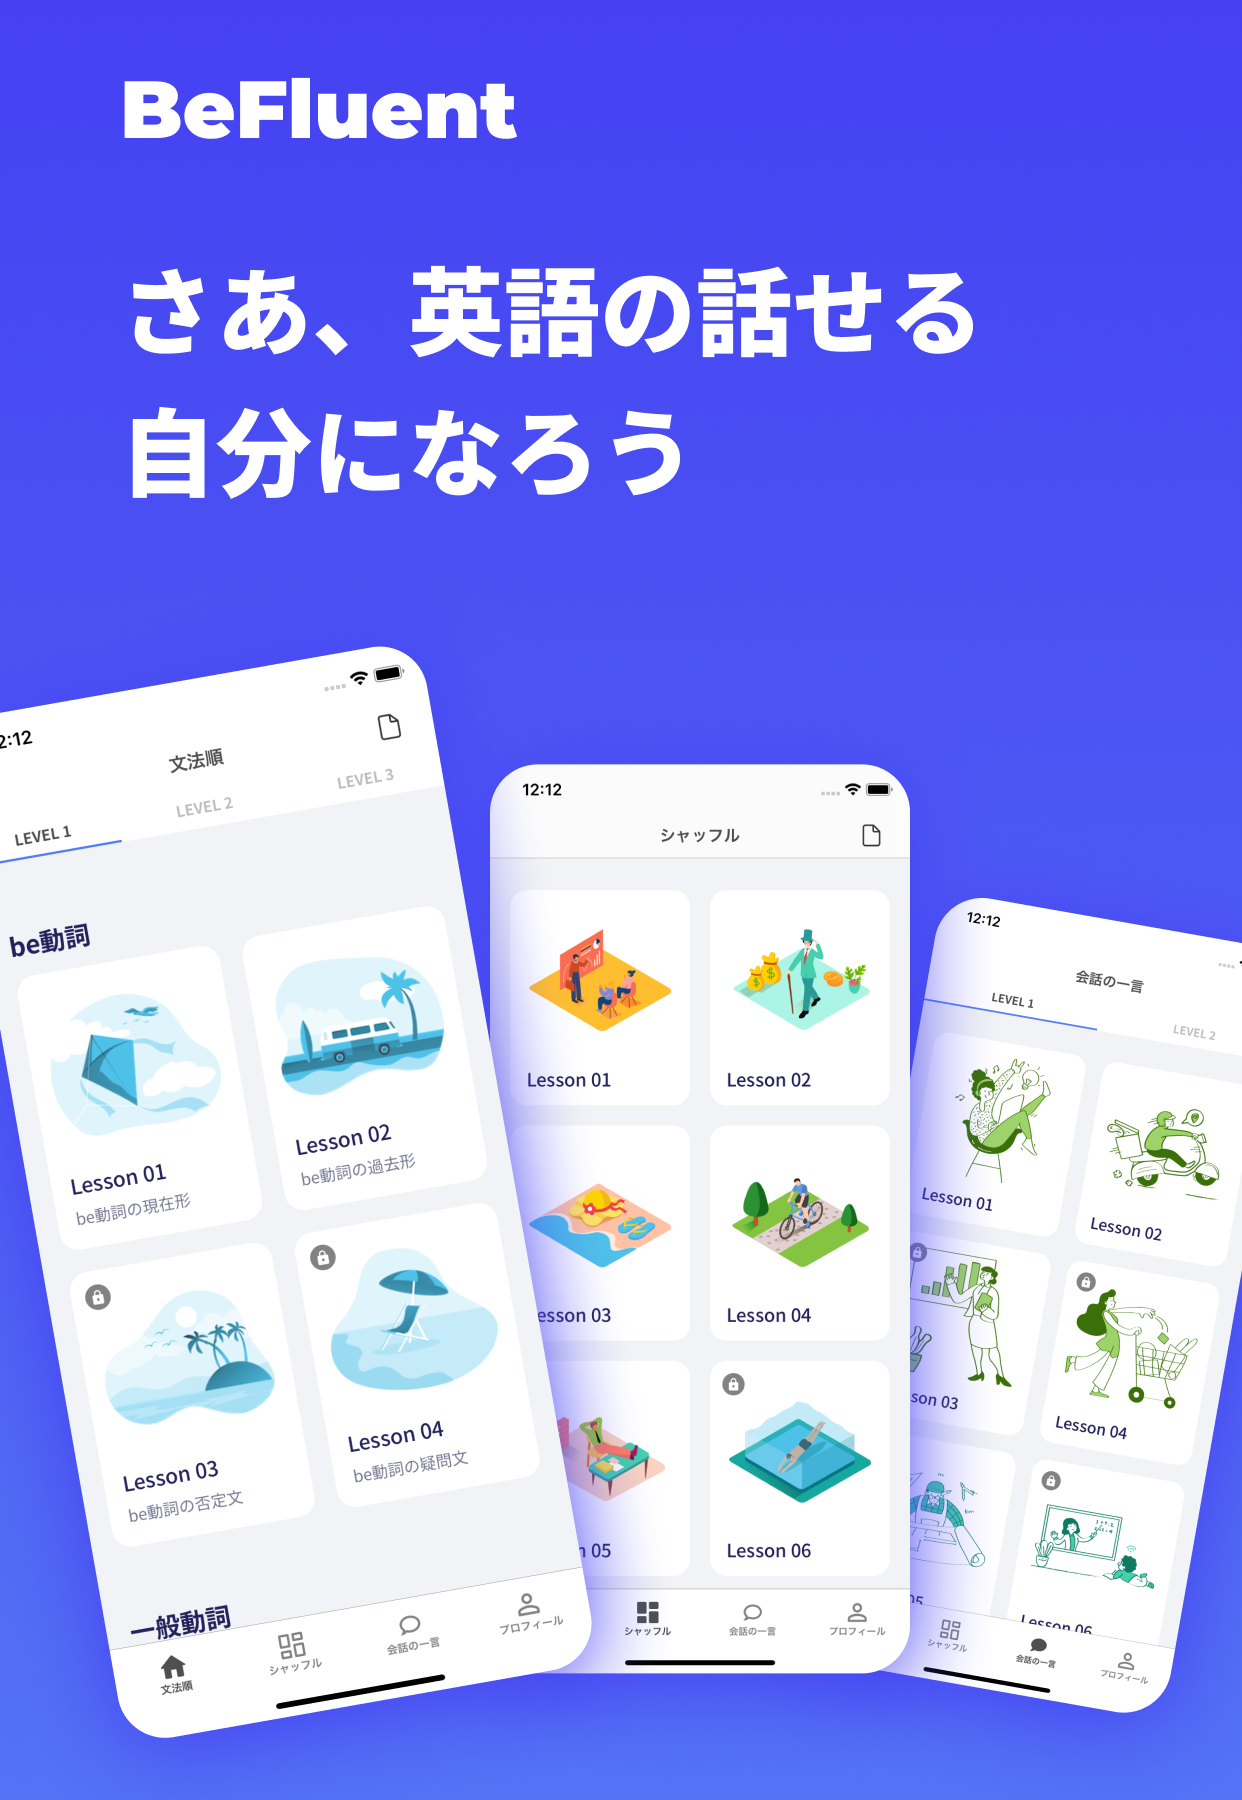 BeFluent
さあ、英語の話せる
自分になろう
2:12
文法順
LEVEL 1
LEVEL 2
LEVEL 3
be動詞
Lesson 01
be動詞の現在形
Lesson 02
be動詞の過去形
Lesson 03
be動詞の否定文
Lesson 04
be動詞の疑問文
一般動詞
文法順
シャッフル
会話の一言
プロフィール
12:12
シャッフル
Lesson 01
Lesson 02
esson 03
Lesson 04
05
Lesson 06
シャッフル
会話の一言
プロフィール
12:12
会話の一言
LEVEL 1
LEVEL 2
Lesson 01
Lesson 02
son 03
Lesson 04
05
Lesson 06
シャッフル
会話の一言
プロフィール